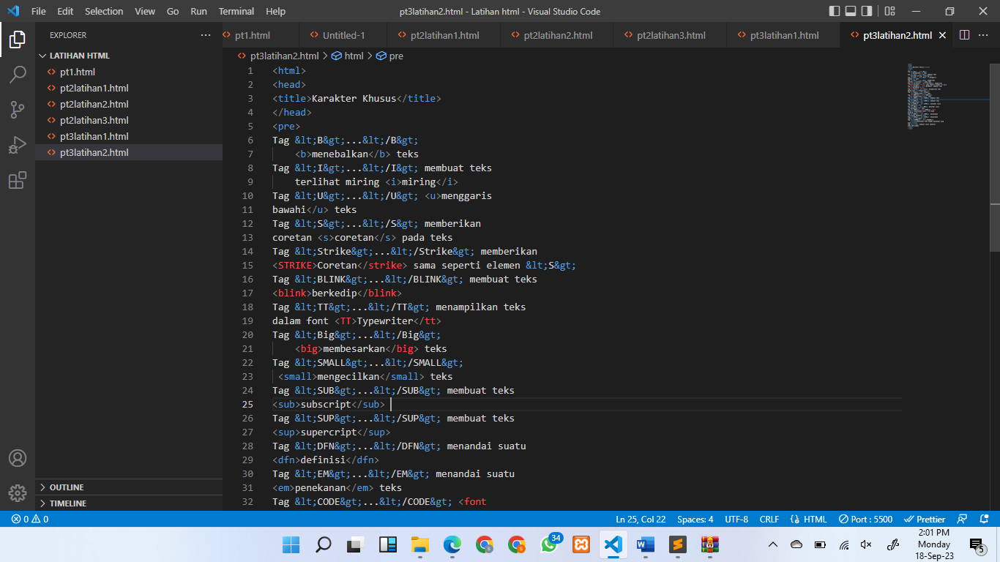 File Edit Selection View Go Run Terminal Help pt3latihan2.html - Latihan html - Visual Studio Code
EXPLORER
pt1.html Untitled-1 pt2latihan1.html pt2latihan2.html pt2latihan3.html pt3latihan1.html pt3latihan2.html
LATIHAN HTML
pt1.html
pt2latihan1.html
pt2latihan2.html
pt2latihan3.html
pt3latihan1.html
pt3latihan2.html
OUTLINE
TIMELINE
pt3latihan2.html > html > pre
1 <html>
2 <head>
3 <title>Karakter Khusus</title>
4 </head>
5 <pre>
6 Tag &lt;B&gt;...&lt;/B&gt;
7 <b>menebalkan</b> teks
8 Tag &lt;I&gt;...&lt;/I&gt; membuat teks
9 terlihat miring <i>miring</i>
10 Tag &lt;U&gt;...&lt;/U&gt; <u>menggaris
11 bawahi</u> teks
12 Tag &lt;S&gt;...&lt;/S&gt; memberikan
13 coretan <s>coretan</s> pada teks
14 Tag &lt;Strike&gt;...&lt;/Strike&gt; memberikan
15 <STRIKE>Coretan</strike> sama seperti elemen &lt;S&gt;
16 Tag &lt;BLINK&gt;...&lt;/BLINK&gt; membuat teks
17 <blink>berkedip</blink>
18 Tag &lt;TT&gt;...&lt;/TT&gt; menampilkan teks
19 dalam font <TT>Typewriter</tt>
20 Tag &lt;Big&gt;...&lt;/Big&gt;
21 <big>membesarkan</big> teks
22 Tag &lt;SMALL&gt;...&lt;/SMALL&gt;
23 <small>mengecilkan</small> teks
24 Tag &lt;SUB&gt;...&lt;/SUB&gt; membuat teks
25 <sub>subscript</sub>
26 Tag &lt;SUP&gt;...&lt;/SUP&gt; membuat teks
27 <sup>supercript</sup>
28 Tag &lt;DFN&gt;...&lt;/DFN&gt; menandai suatu
29 <dfn>definisi</dfn>
30 Tag &lt;EM&gt;...&lt;/EM&gt; menandai suatu
31 <em>penekanan</em> teks
32 Tag &lt;CODE&gt;...&lt;/CODE&gt; <font
0 0 Ln 25, Col 22 Spaces: 4 UTF-8 CRLF HTML Port : 5500 Prettier
34
2:01 PM
Monday
18-Sep-23
5